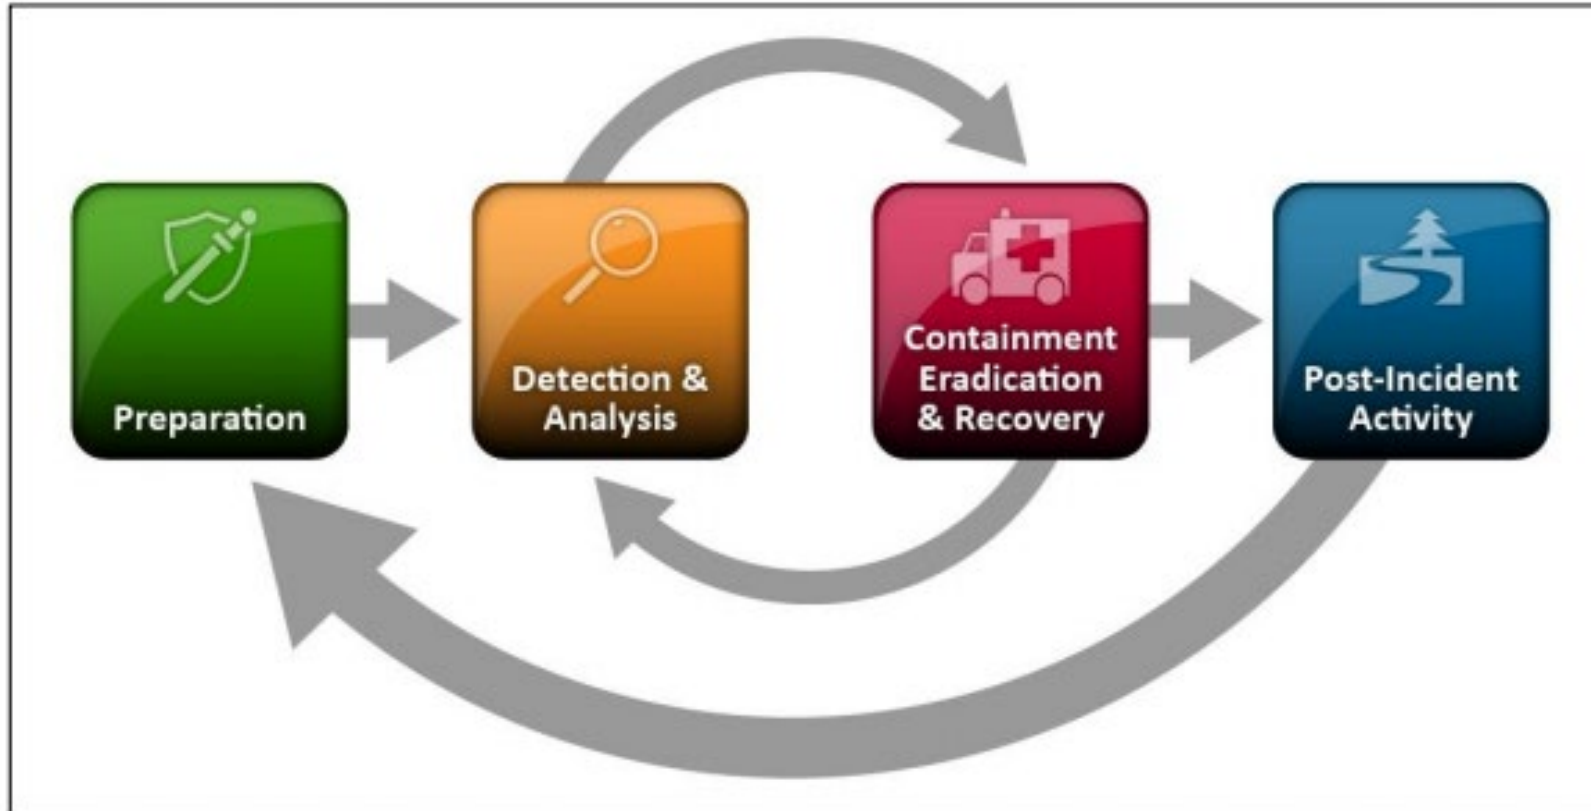 Preparation
Detection &
Analysis
Containment
Eradication
& Recovery
Post-Incident
Activity